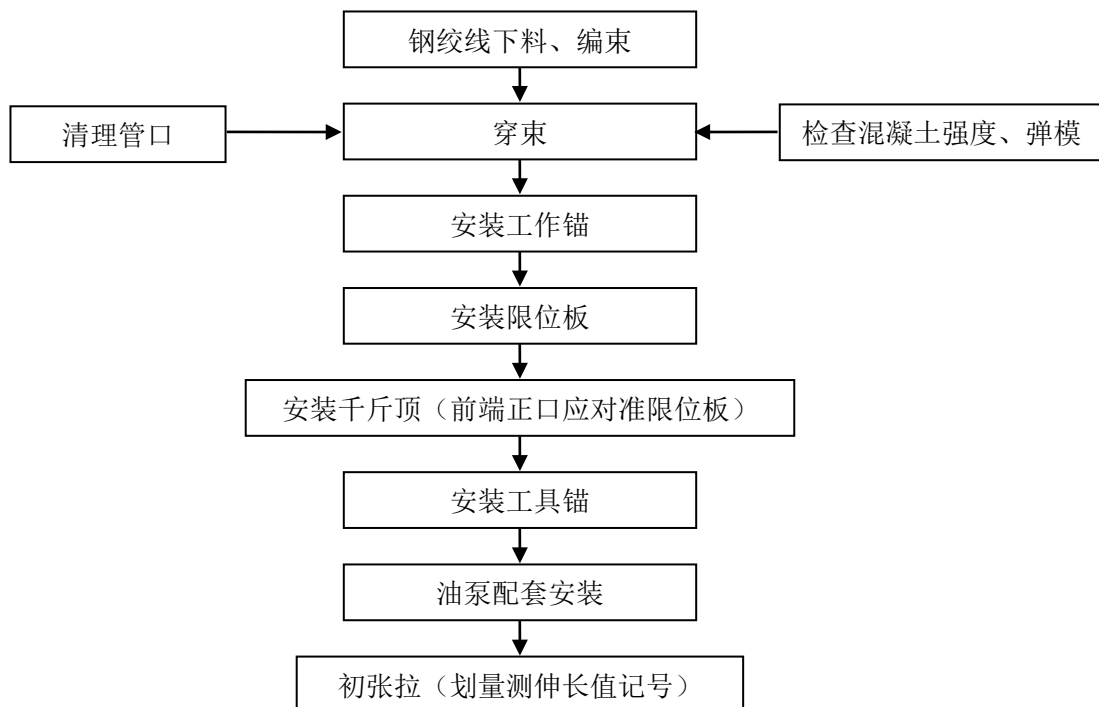 钢绞线下料、编束
清理管口
穿束
检查混凝土强度、弹模
安装工作锚
安装限位板
安装千斤顶（前端正口应对准限位板）
安装工具锚
油泵配套安装
初张拉（划量测伸长值记号）